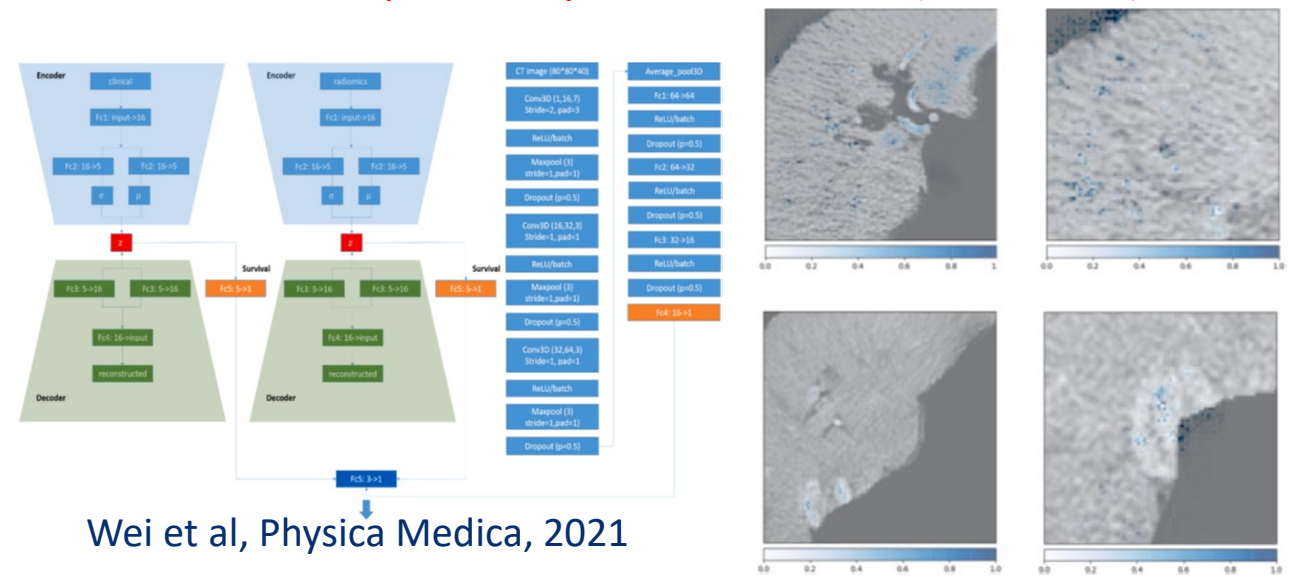 Encoder
clinical
Fc1: input->16
Fc2: 16->5
Fc2: 16->5
σ
μ
z
Fc3: 5->16
Fc3: 5->16
Fc4: 16->input
reconstructed
Decoder
Survival
Fc5: 5->1
Encoder
radiomics
Fc1: input->16
Fc2: 16->5
Fc2: 16->5
σ
μ
z
Fc3: 5->16
Fc3: 5->16
Fc4: 16->input
reconstructed
Decoder
Survival
Fc5: 5->1
CT image (80*80*40)
Conv3D (1,16,7)
Stride=2, pad=3
ReLU/batch
Maxpool (3)
stride=1,pad=1)
Dropout (p=0.5)
Conv3D (16,32,3)
Stride=1, pad=1
ReLU/batch
Maxpool (3)
stride=1,pad=1)
Dropout (p=0.5)
Conv3D (32,64,3)
Stride=1, pad=1
ReLU/batch
Maxpool (3)
stride=1,pad=1)
Dropout (p=0.5)
Average_pool3D
Fc1: 64->64
ReLU/batch
Dropout (p=0.5)
Fc2: 64->32
ReLU/batch
Dropout (p=0.5)
Fc3: 32->16
ReLU/batch
Dropout (p=0.5)
Fc4: 16->1
Fc5: 3->1
Wei et al, Physica Medica, 2021
0.0 0.2 0.4 0.6 0.8 1.
0.0 0.2 0.4 0.6 0.8 1.0
0.0 0.2 0.4 0.6 0.8 1.0
0.0 0.2 0.4 0.6 0.8 1.0